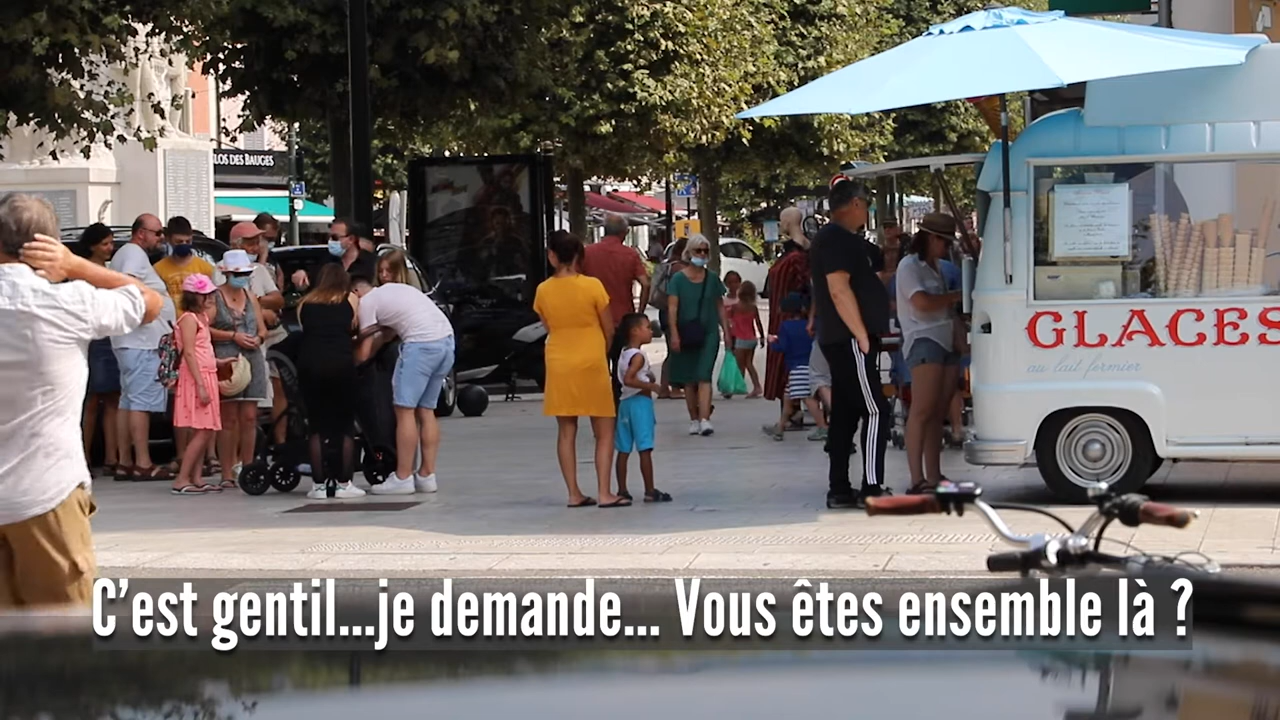 LOS DES BAUGES
GLACES
au lait fermier
C'est gentil...je demande... Vous êtes ensemble là ?